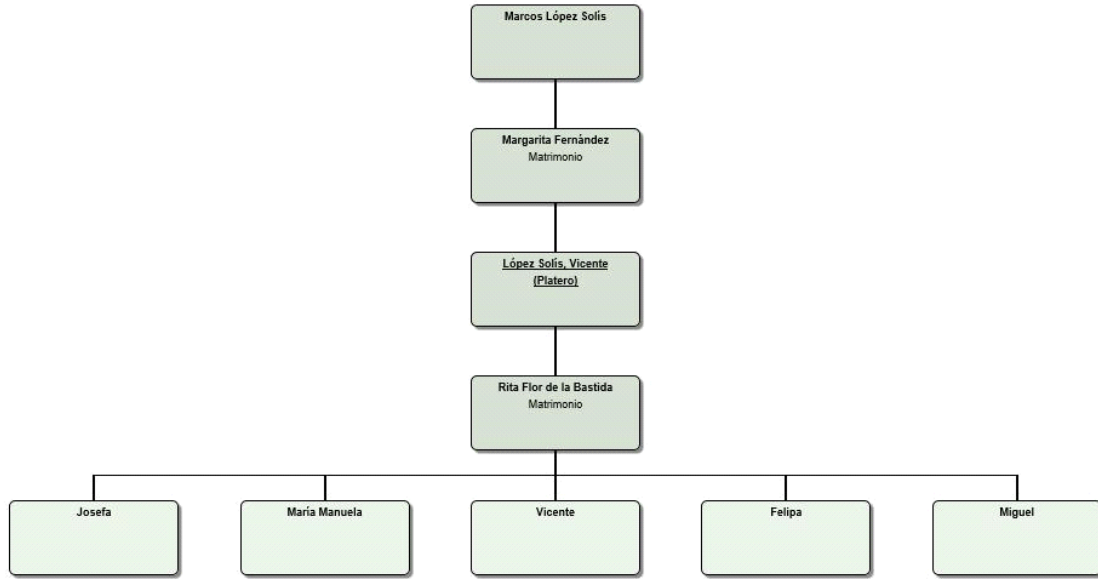 Marcos López Solís
Margarita Fernández
Matrimonio
López Solís, Vicente
(Platero)
Rita Flor de la Bastida
Matrimonio
Josefa
María Manuela
Vicente
Felipa
Miguel